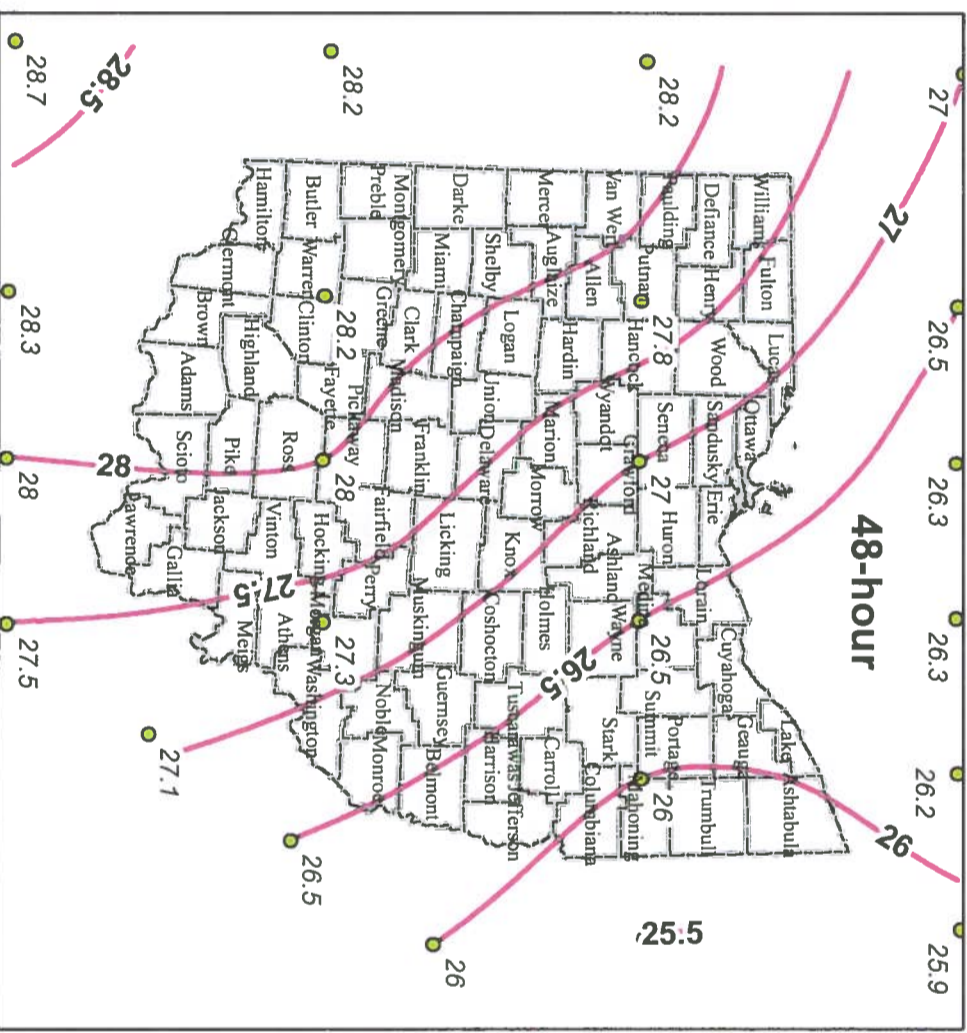 27
26.5
26.3
26.3
26.2
25.9
27
48-hour
26
Williams
Fulton
Lucas
Ottawa
Lake
Ashtabula
Defiance
Henry
Wood
Sandusky
Erie
Lorain
Cuyahoga
Geauga
Trumbull
Paulding
Putnam
Hancock
Seneca
Huron
Medina
Summit
Portage
Mahoning
28.2
27.8
27
26.5
26
25.5
Van Wert
Allen
Hardin
Wyandot
Crawford
Richland
Ashland
Wayne
Stark
Columbiana
Mercer
Auglaize
Marion
Morrow
Holmes
26.5
Carroll
Darke
Shelby
Logan
Union
Delaware
Knox
Coshocton
Tuscarawas
Harrison
Jefferson
Miami
Champaign
Licking
Muskingum
Guernsey
Belmont
Preble
Montgomery
Clark
Greene
Madison
Franklin
Fairfield
Perry
Noble
Monroe
26
28.2
28.2
28
27.3
Butler
Warren
Clinton
Fayette
Pickaway
Hocking
Morgan
Washington
26.5
Hamilton
Clermont
Highland
Ross
Vinton
27.5
Athens
Brown
Adams
Pike
Jackson
Meigs
Scioto
Gallia
Lawrence
27.1
28.5
28
28.7
28.3
28
27.5